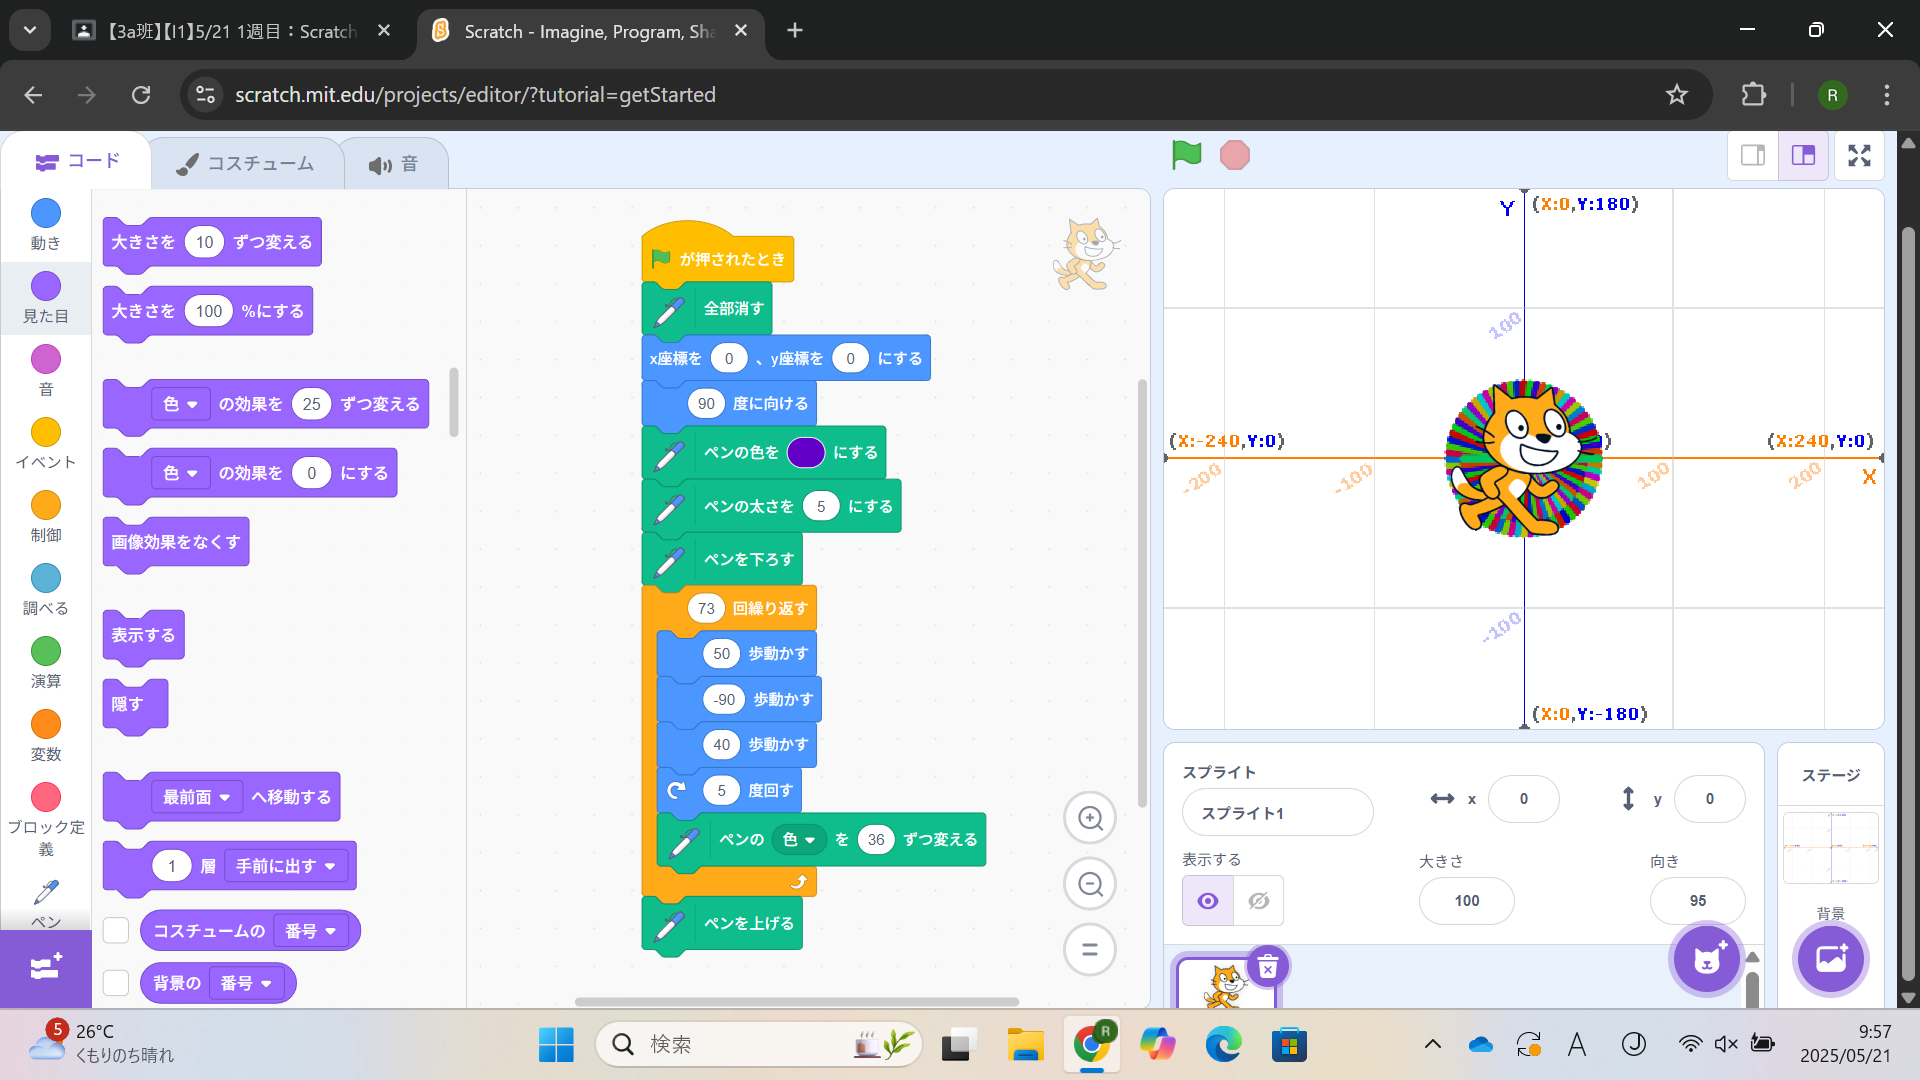 【3a班】【I1】5/21 1週目：Scratch
Scratch - Imagine, Program, Sha
scratch.mit.edu/projects/editor/?tutorial=getStarted
R
コード
コスチューム
音
動き
見た目
音
イベント
制御
調べる
演算
変数
ブロック定
義
ペン
大きさを 10 ずつ変える
大きさを 100 %にする
色 の効果を 25 ずつ変える
色 の効果を 0 にする
画像効果をなくす
表示する
隠す
最前面 へ移動する
1 層 手前に出す
コスチュームの 番号
背景の 番号
が押されたとき
全部消す
x座標を 0 、y座標を 0 にする
90 度に向ける
ペンの色を にする
ペンの太さを 5 にする
ペンを下ろす
73 回繰り返す
50 歩動かす
-90 歩動かす
40 歩動かす
5 度回す
ペンの 色 を 36 ずつ変える
ペンを上げる
Y (X:0,Y:180)
100
(X:-240,Y:0) ) (X:240,Y:0)
-200 -100 100 200 X
-100
(X:0,Y:-180)
スプライト
スプライト1
x 0
y 0
表示する
大きさ
100
向き
95
ステージ
背景
5
26°C
くもりのち晴れ
検索
R
A
J
9:57
2025/05/21